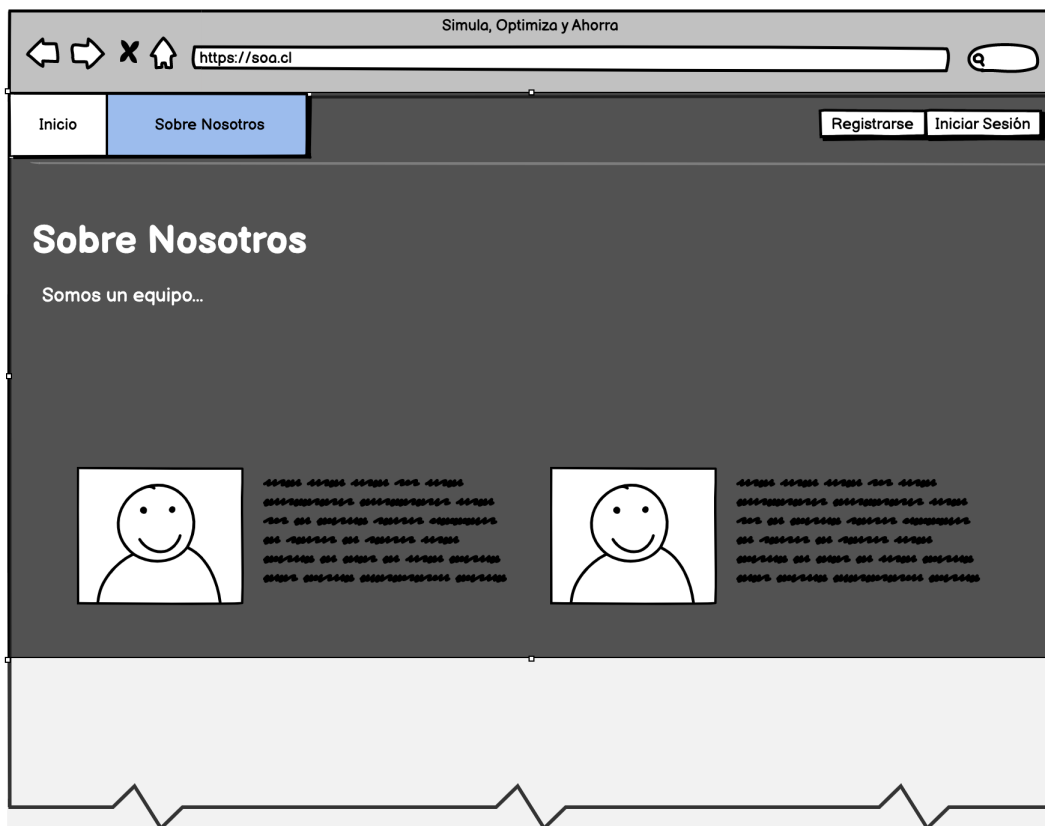 Simula, Optimiza y Ahorra
https://soa.cl
Inicio
Sobre Nosotros
Registrarse
Iniciar Sesión
Sobre Nosotros
Somos un equipo...